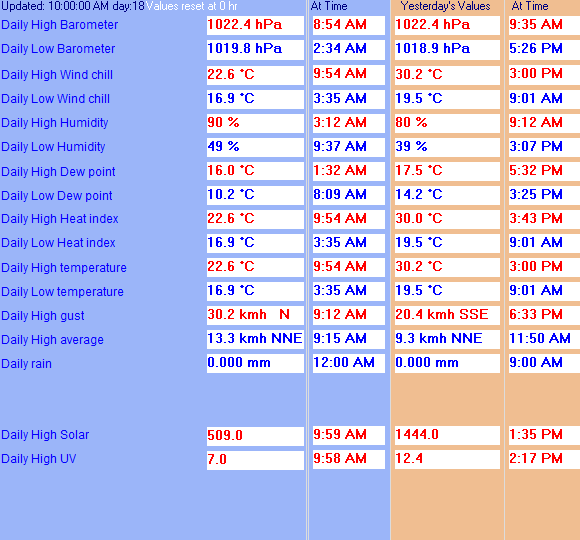 Updated: 10:00:00 AM day:18 Values reset at 0 hr At Time Yesterday's Values At Time
Daily High Barometer 1022.4 hPa 8:54 AM 1022.4 hPa 9:35 AM
Daily Low Barometer 1019.8 hPa 2:34 AM 1018.9 hPa 5:26 PM
Daily High Wind chill 22.6 °C 9:54 AM 30.2 °C 3:00 PM
Daily Low Wind chill 16.9 °C 3:35 AM 19.5 °C 9:01 AM
Daily High Humidity 90 % 3:12 AM 80 % 9:12 AM
Daily Low Humidity 49 % 9:37 AM 39 % 3:07 PM
Daily High Dew point 16.0 °C 1:32 AM 17.5 °C 5:32 PM
Daily Low Dew point 10.2 °C 8:09 AM 14.2 °C 3:25 PM
Daily High Heat index 22.6 °C 9:54 AM 30.0 °C 3:43 PM
Daily Low Heat index 16.9 °C 3:35 AM 19.5 °C 9:01 AM
Daily High temperature 22.6 °C 9:54 AM 30.2 °C 3:00 PM
Daily Low temperature 16.9 °C 3:35 AM 19.5 °C 9:01 AM
Daily High gust 30.2 kmh N 9:12 AM 20.4 kmh SSE 6:33 PM
Daily High average 13.3 kmh NNE 9:15 AM 9.3 kmh NNE 11:50 AM
Daily rain 0.000 mm 12:00 AM 0.000 mm 9:00 AM
Daily High Solar 509.0 9:59 AM 1444.0 1:35 PM
Daily High UV 7.0 9:58 AM 12.4 2:17 PM